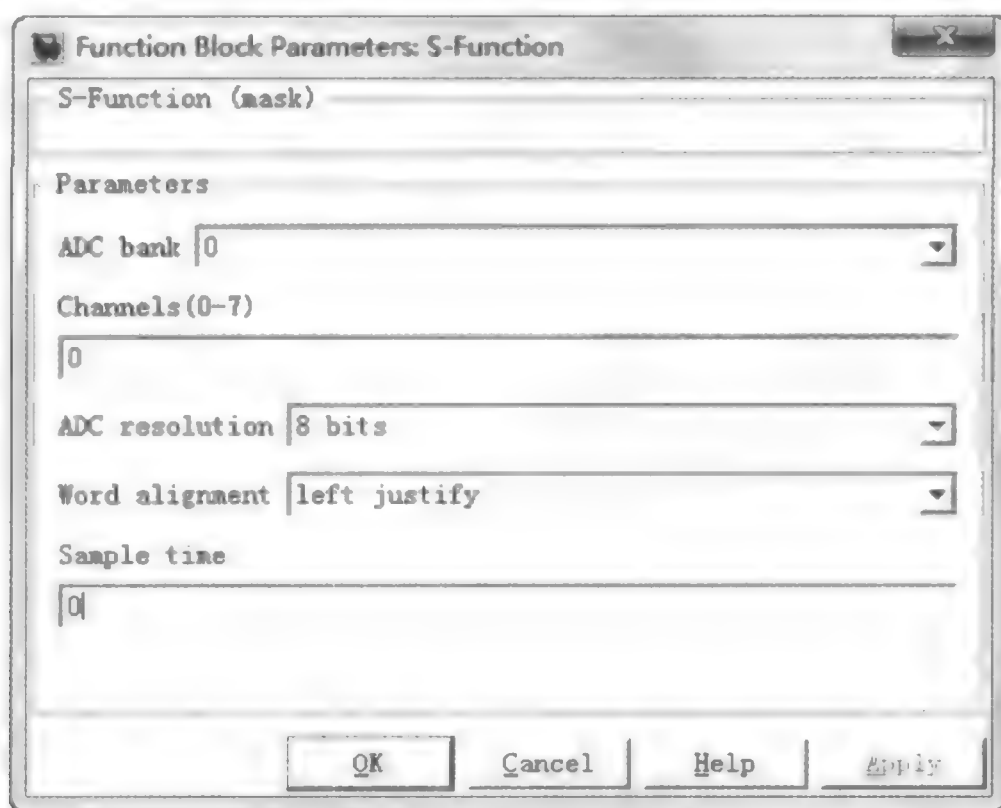 Function Block Parameters: S-Function
S-Function (mask)
Parameters
ADC bank 0
Channels(0-7)
0
ADC resolution 8 bits
Word alignment left justify
Sample time
0
OK Cancel Help Apply